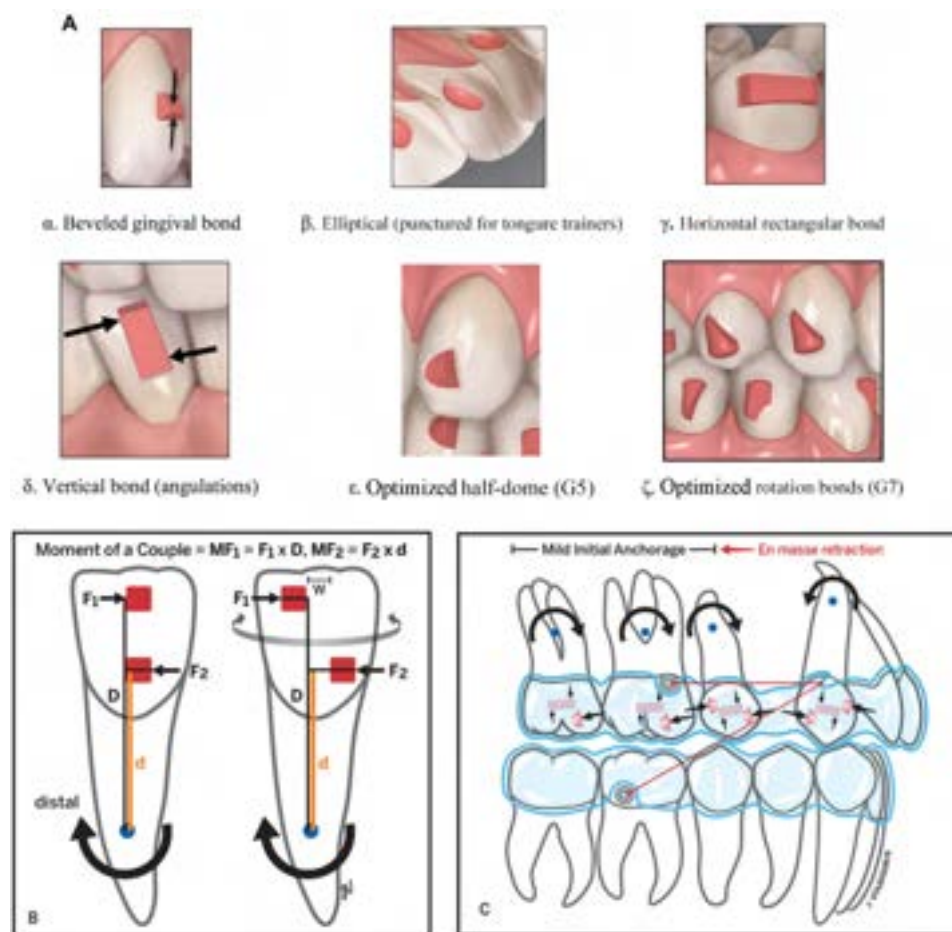 A
α. Beveled gingival bond
β. Elliptical (punctured for tongure trainers)
γ. Horizontal rectangular bond
δ. Vertical bond (angulations)
ε. Optimized half-dome (G5)
ζ. Optimized rotation bonds (G7)
Moment of a Couple = MF₁ = F₁ x D, MF₂ = F₂ x d
F₁ W
F₁
F₂ F₂
D D
d d
distal
B
Mild Initial Anchorage En masse retraction
C